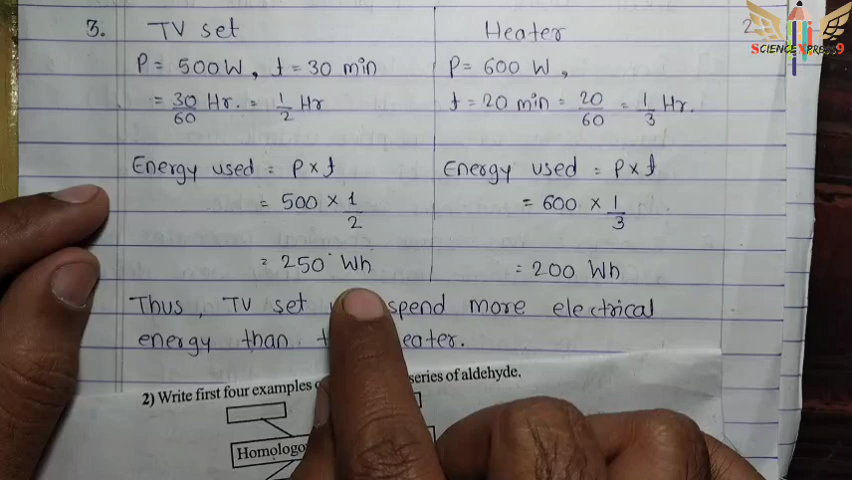 3. TV set
P = 500W, t = 30 min
= 30/60 Hr. = 1/2 Hr
Energy used = P x t
= 500 x 1/2
= 250 Wh
Heater
P = 600 W,
t = 20 min = 20/60 = 1/3 Hr.
Energy used = P x t
= 600 x 1/3
= 200 Wh
Thus, TV set spend more electrical
energy than eater.
2) Write first four examples series of aldehyde.
Homologo
SCIENCEXPRESS9